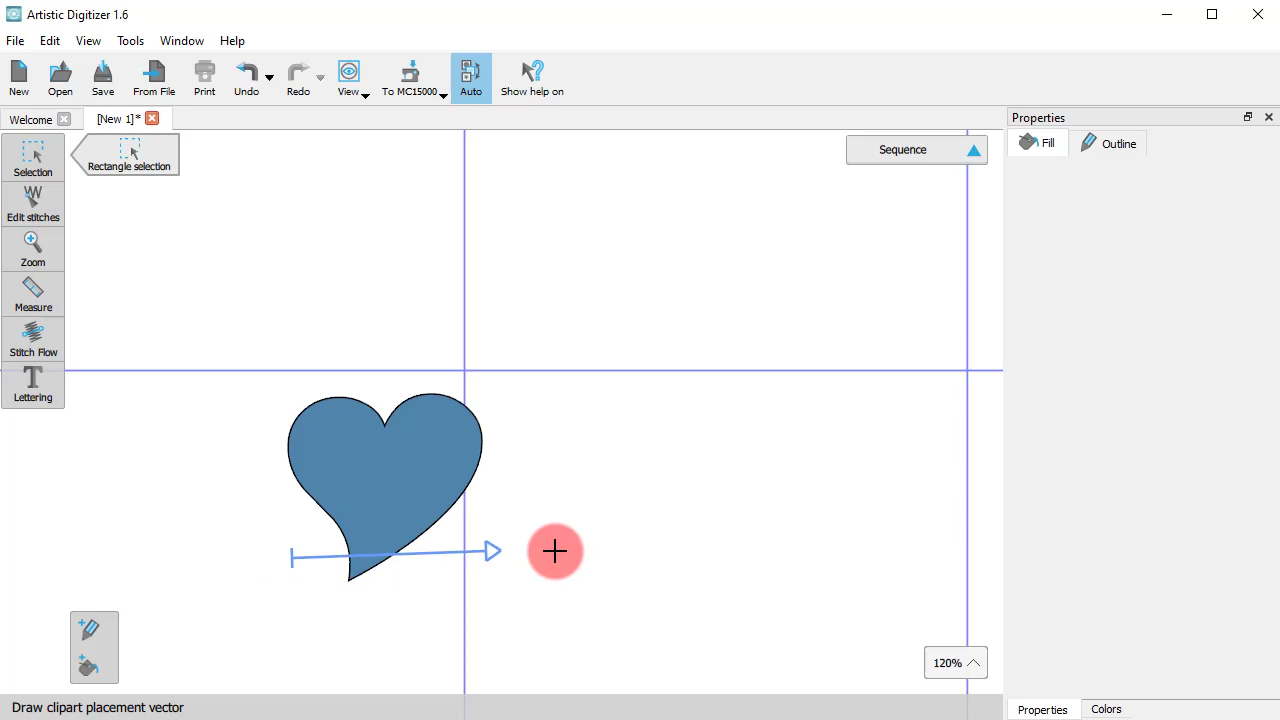 Artistic Digitizer 1.6
File Edit View Tools Window Help
New Open Save From File Print Undo Redo View To MC15000 Auto Show help on
Welcome [New 1]*
Properties
Selection
Rectangle selection
Sequence
Fill Outline
Edit stitches
Zoom
Measure
Stitch Flow
T
Lettering
120%
Draw clipart placement vector
Properties Colors